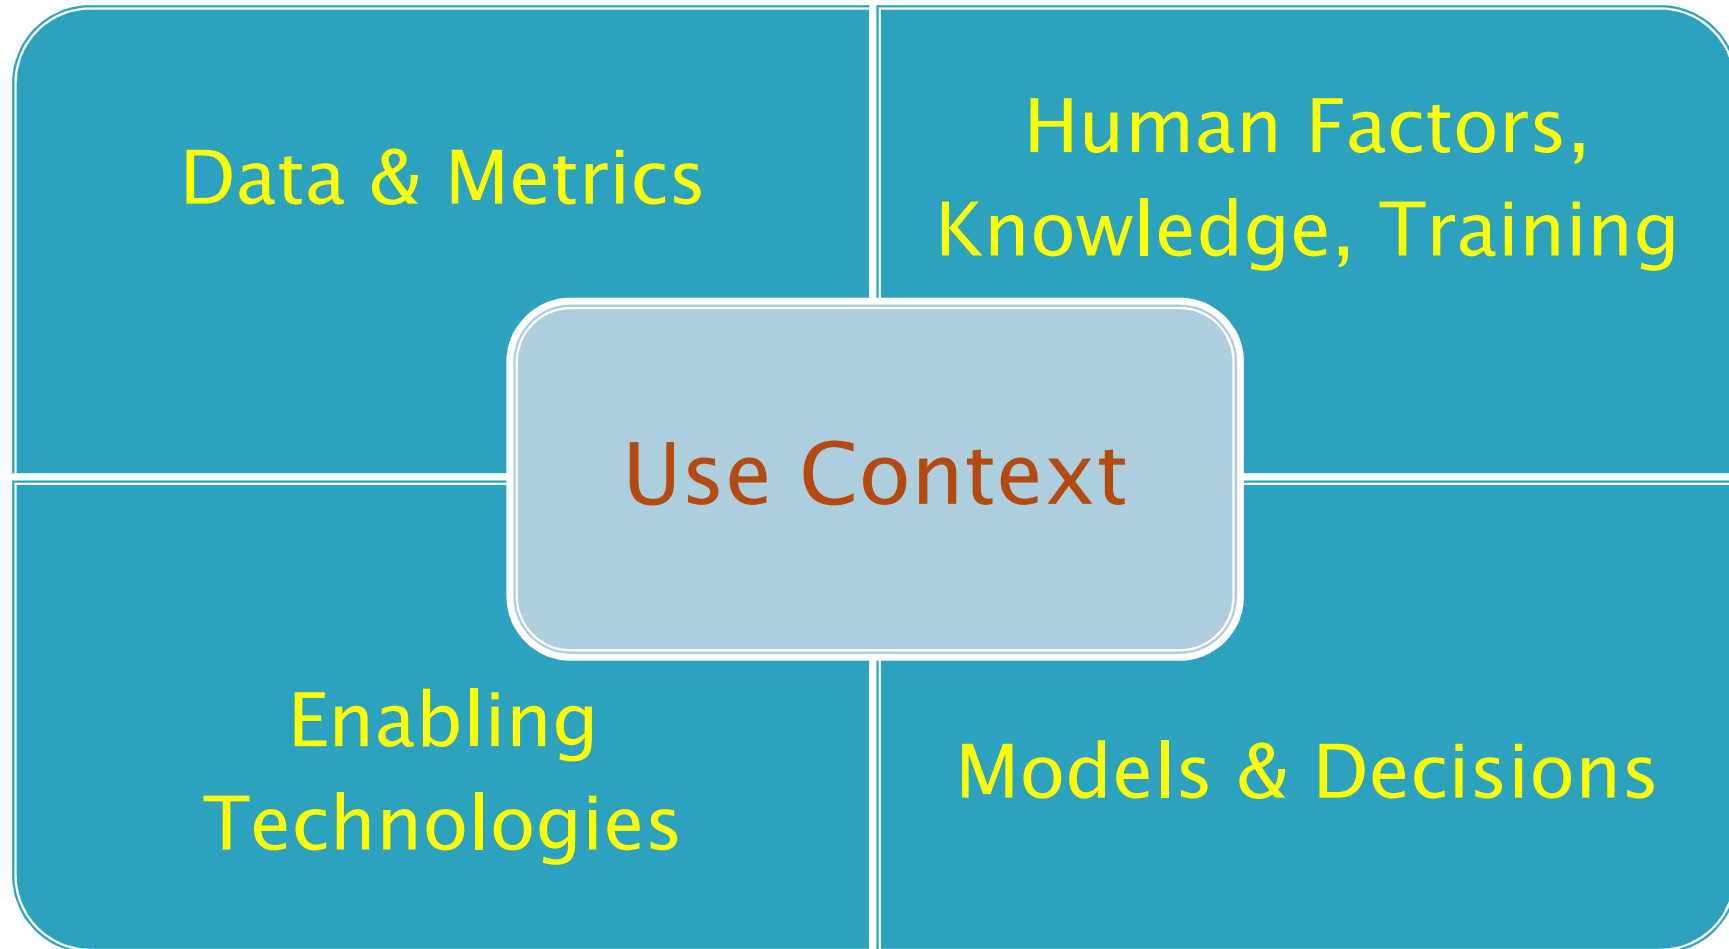 Data & Metrics
Human Factors,
Knowledge, Training
Use Context
Enabling
Technologies
Models & Decisions